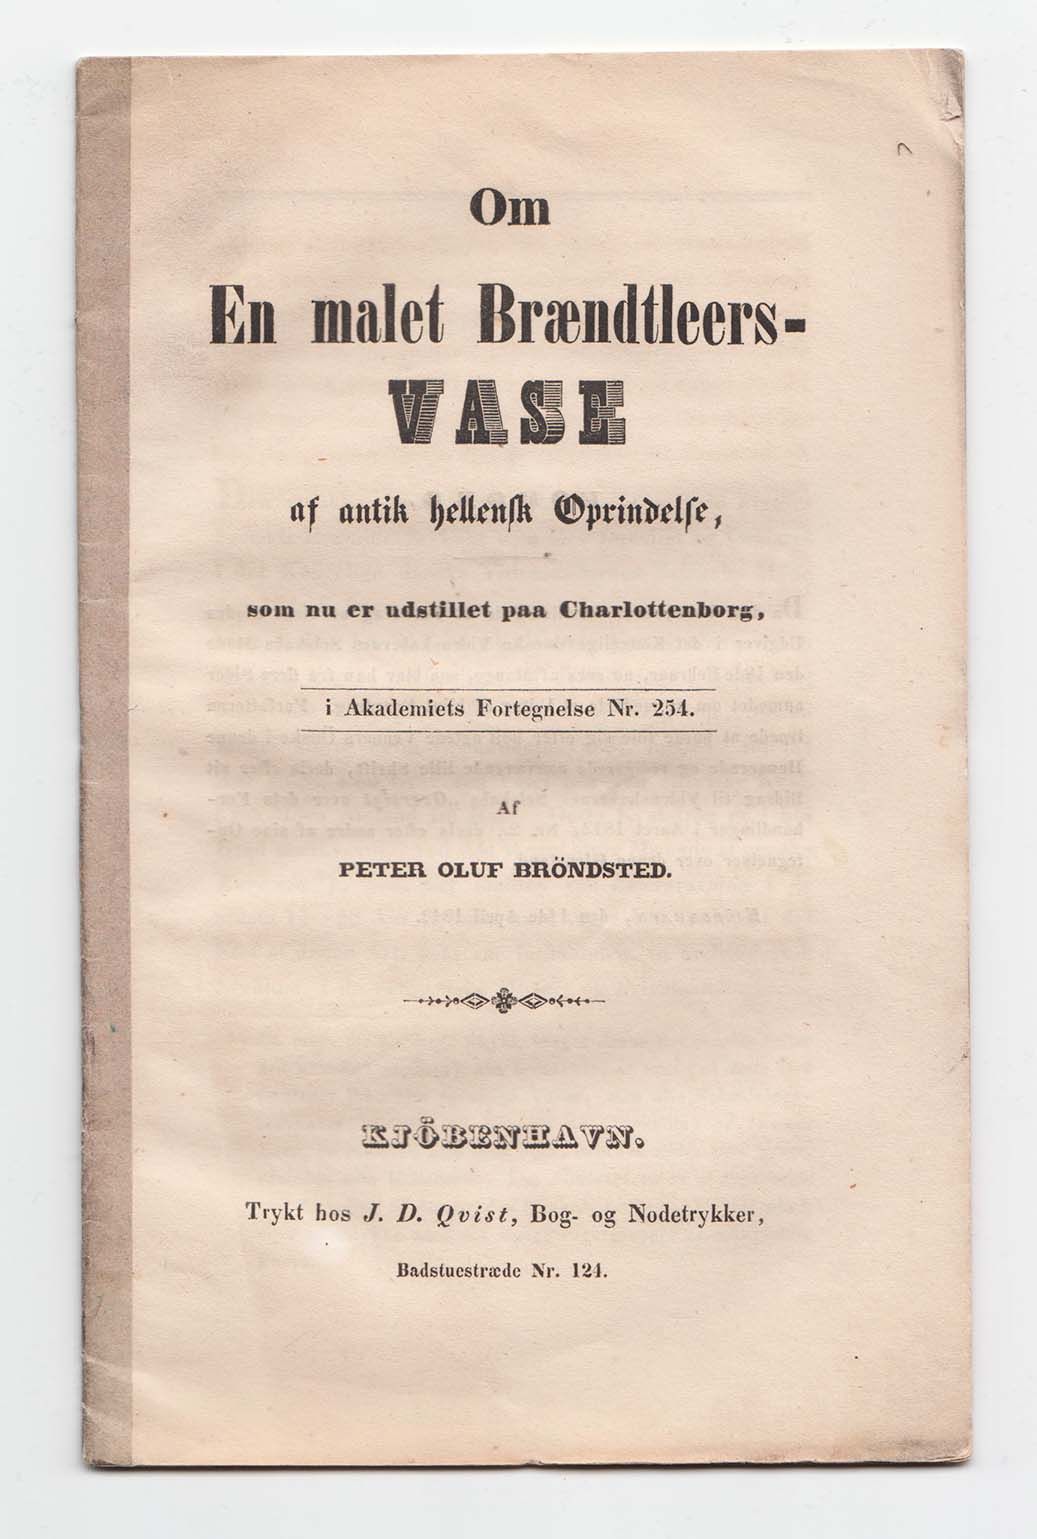 Om
En malet Brændtleers-
VASE
af antik hellensk Oprindelse,
som nu er udstillet paa Charlottenborg,
i Akademiets Fortegnelse Nr. 254.
Af
PETER OLUF BRÖNDSTED.
KJÖBENHAVN.
Trykt hos J. D. Qvist, Bog- og Nodetrykker,
Badstuestræde Nr. 124.